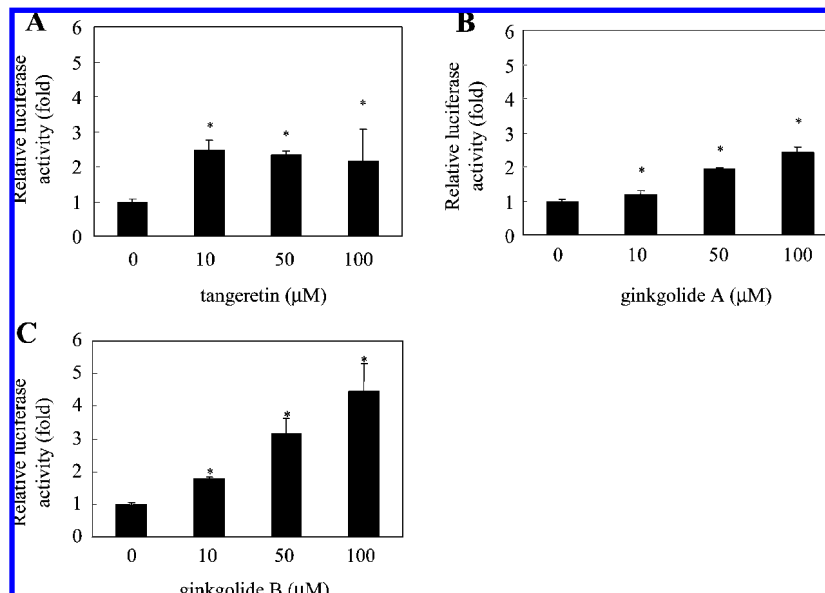 A
Relative luciferase
activity (fold)
6
5
4
3
2
1
0
*
*
*
0 10 50 100
tangeretin (μM)
B
Relative luciferase
activity (fold)
6
5
4
3
2
1
0
*
*
*
0 10 50 100
ginkgolide A (μM)
C
Relative luciferase
activity (fold)
6
5
4
3
2
1
0
*
*
*
0 10 50 100
ginkgolide B (μM)